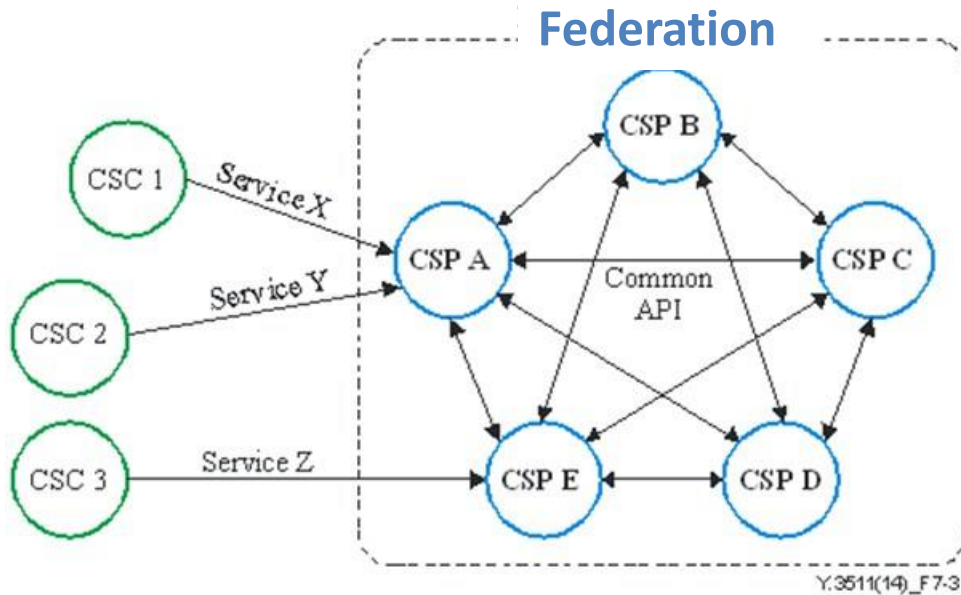 Federation
CSP B
CSC 1
Service X
CSP A
CSP C
Service Y
Common
API
CSC 2
CSC 3
Service Z
CSP E
CSP D
Y.3511(14)_F7-3